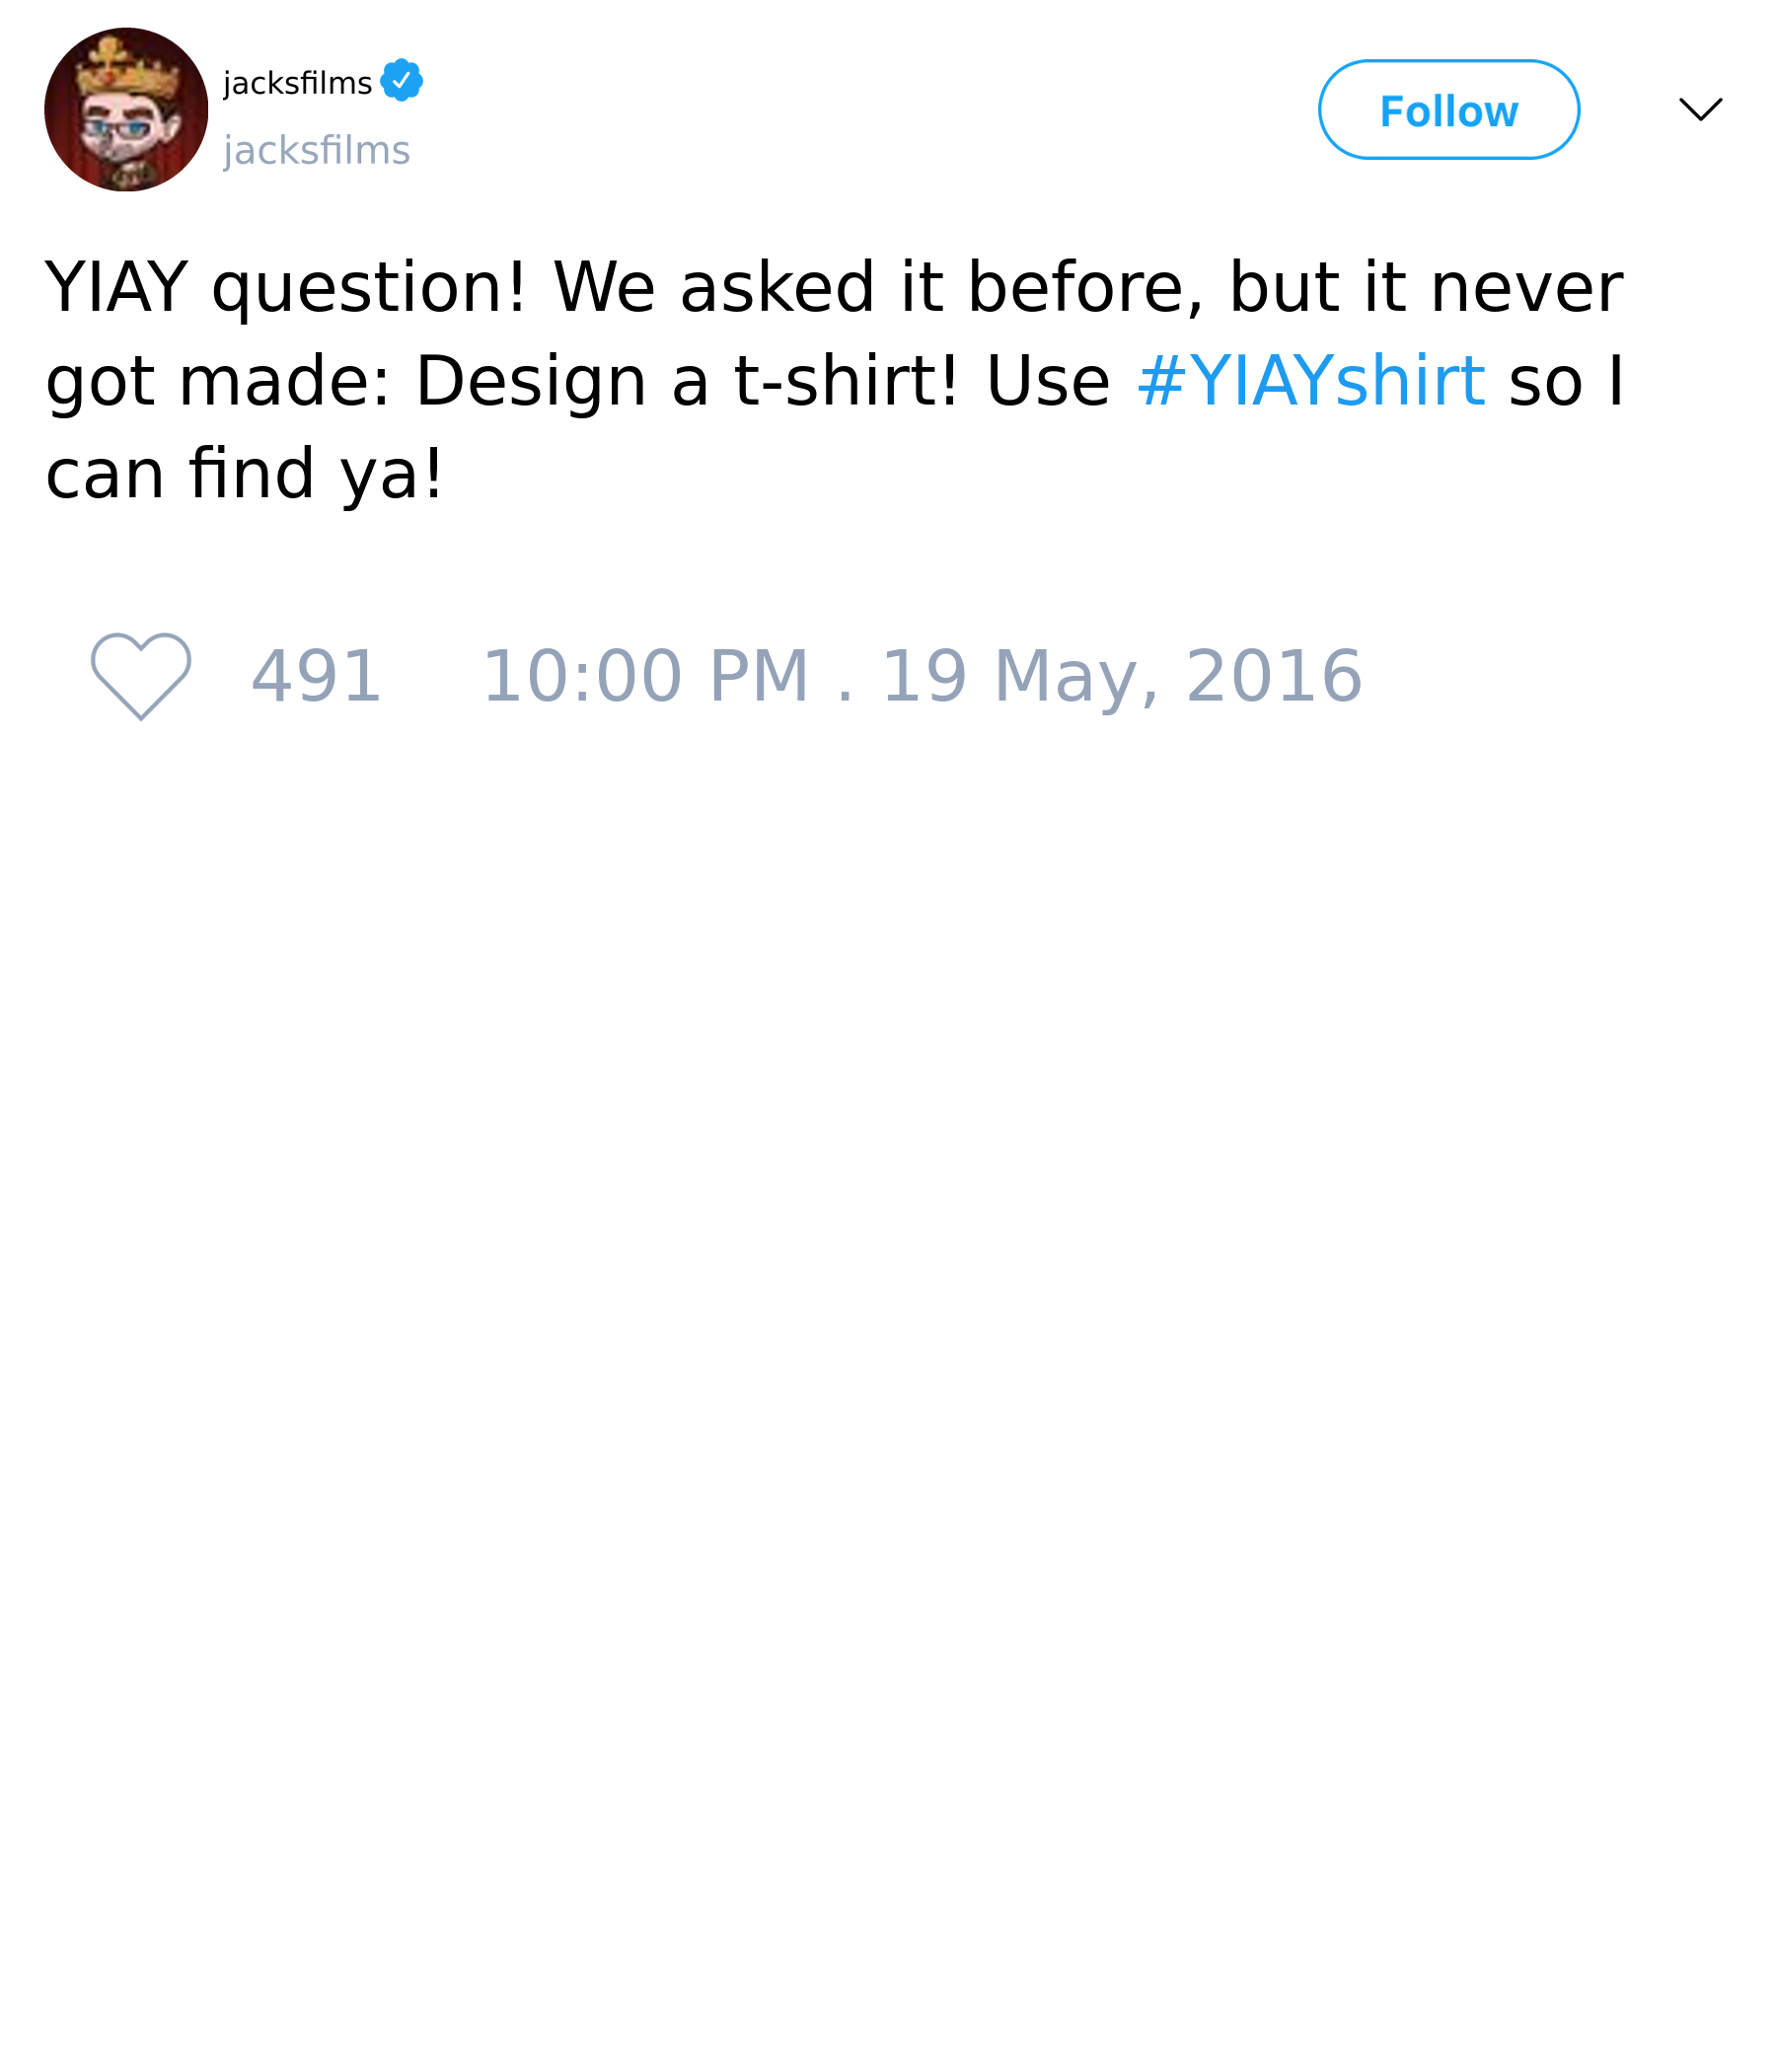 jacksfilms
Follow
jacksfilms
YIAY question! We asked it before, but it never
got made: Design a t-shirt! Use #YIAYshirt so I
can find ya!
491 10:00 PM . 19 May, 2016